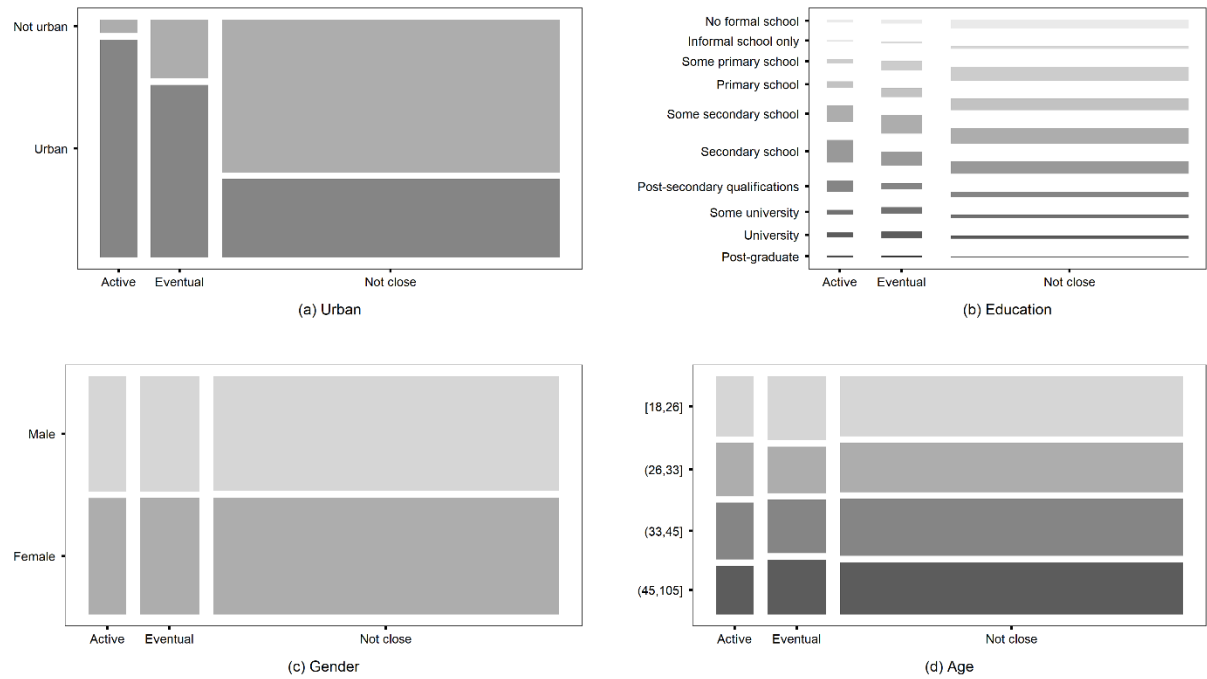 Not urban
Urban
Active
Eventual
Not close
(a) Urban
No formal school
Informal school only
Some primary school
Primary school
Some secondary school
Secondary school
Post-secondary qualifications
Some university
University
Post-graduate
Active
Eventual
Not close
(b) Education
Male
Female
Active
Eventual
Not close
(c) Gender
[18,26]
(26,33]
(33,45]
(45,105]
Active
Eventual
Not close
(d) Age